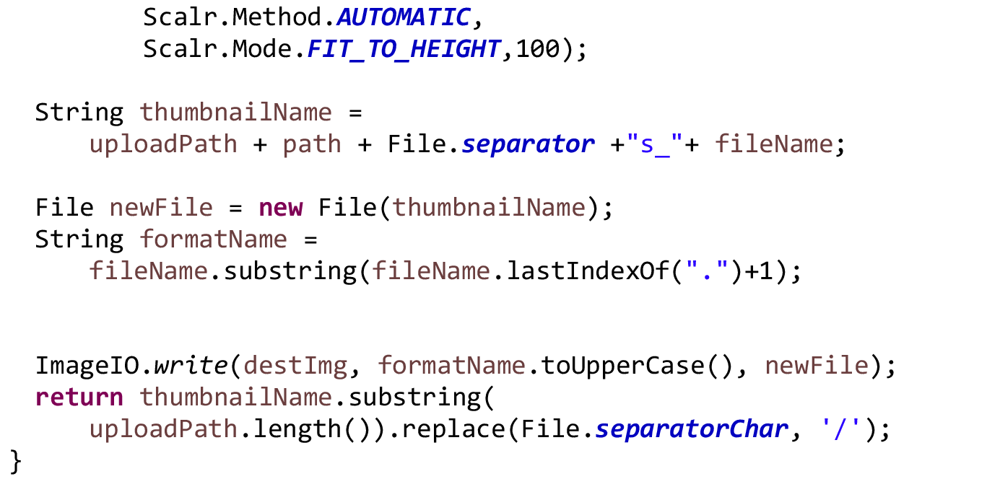 Scalr.Method.AUTOMATIC,
Scalr.Mode.FIT_TO_HEIGHT,100);
String thumbnailName =
uploadPath + path + File.separator +"s_"+ fileName;
File newFile = new File(thumbnailName);
String formatName =
fileName.substring(fileName.lastIndexOf(".")+1);
ImageIO.write(destImg, formatName.toUpperCase(), newFile);
return thumbnailName.substring(
uploadPath.length()).replace(File.separatorChar, '/');
}